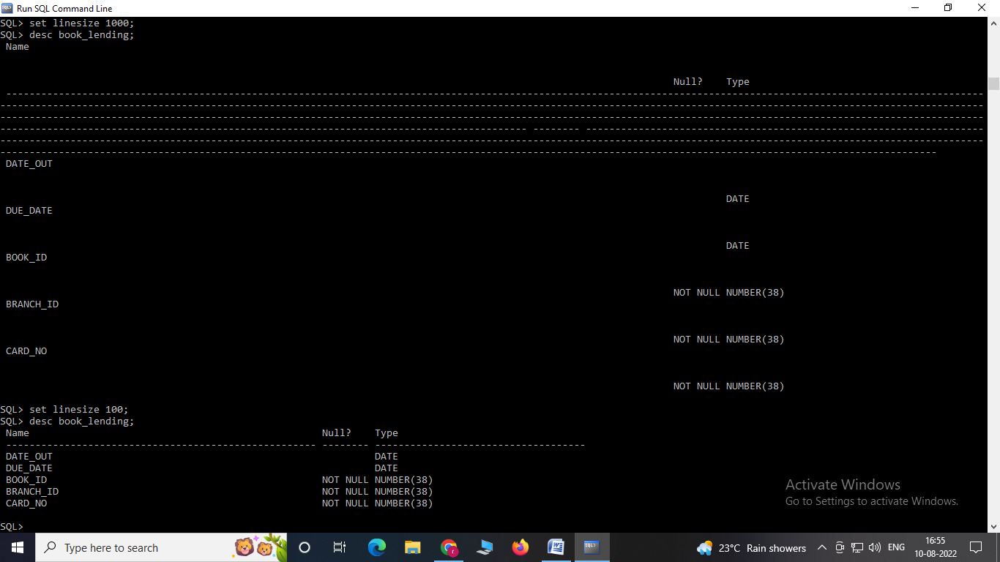 Run SQL Command Line
SQL> set linesize 1000;
SQL> desc book_lending;
Name
Null? Type
--------------------------------------------------------------------------------------------------------------------------------------------------------------------------------
--------------------------------------------------------------------------------------------------------------------------------------------------------------------------------
--------------------------------------------------------------------------------------------------------------------------------------------------------------------------------
------------------------------------------------------------------------------------------ -------- --------------------------------------------------------------------
--------------------------------------------------------------------------------------------------------------------------------------------------------------------------------
----------------------------------------------------------------------------------------------------------------------------------------------------------------
DATE_OUT
DATE
DUE_DATE
DATE
BOOK_ID
NOT NULL NUMBER(38)
BRANCH_ID
NOT NULL NUMBER(38)
CARD_NO
NOT NULL NUMBER(38)
SQL> set linesize 100;
SQL> desc book_lending;
Name Null? Type
----------------------------------------------------- -------- ------------------------------------
DATE_OUT DATE
DUE_DATE DATE
BOOK_ID NOT NULL NUMBER(38)
BRANCH_ID NOT NULL NUMBER(38)
CARD_NO NOT NULL NUMBER(38)
SQL>
Activate Windows
Go to Settings to activate Windows.
Type here to search
23°C Rain showers
ENG
16:55
10-08-2022